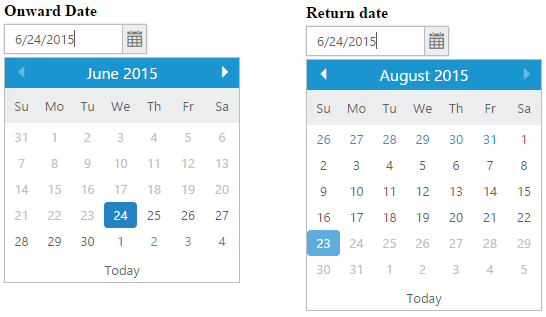 Onward Date
6/24/2015
June 2015
Su Mo Tu We Th Fr Sa
31 1 2 3 4 5 6
7 8 9 10 11 12 13
14 15 16 17 18 19 20
21 22 23 24 25 26 27
28 29 30 1 2 3 4
Today
Return date
6/24/2015
August 2015
Su Mo Tu We Th Fr Sa
26 27 28 29 30 31 1
2 3 4 5 6 7 8
9 10 11 12 13 14 15
16 17 18 19 20 21 22
23 24 25 26 27 28 29
30 31 1 2 3 4 5
Today